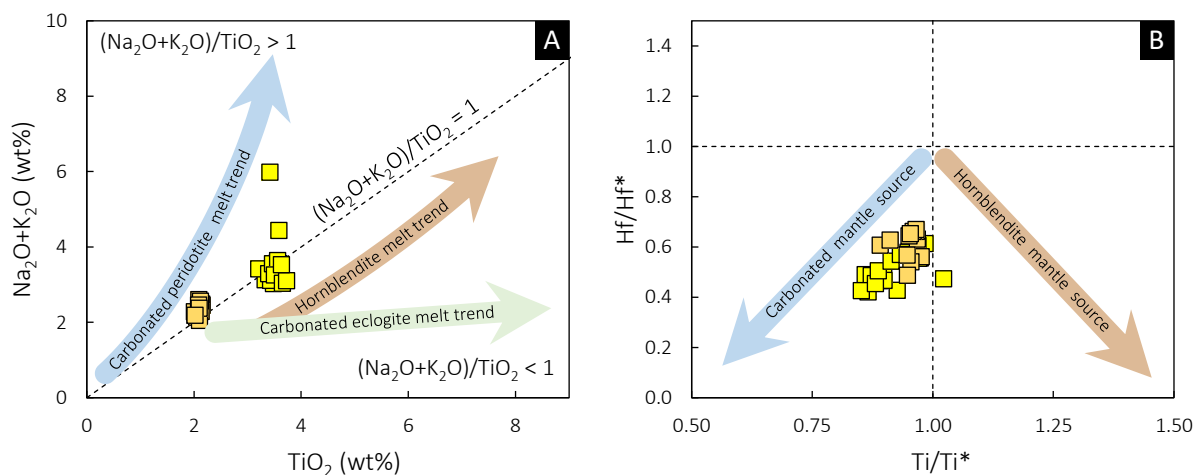 A
(Na₂O+K₂O)/TiO₂ > 1
(Na₂O+K₂O)/TiO₂ = 1
Carbonated peridotite melt trend
Hornblendite melt trend
Carbonated eclogite melt trend
(Na₂O+K₂O)/TiO₂ < 1
Na₂O+K₂O (wt%)
10
8
6
4
2
0
0 2 4 6 8
TiO₂ (wt%)
B
Carbonated mantle source
Hornblendite mantle source
Hf/Hf*
1.4
1.2
1.0
0.8
0.6
0.4
0.2
0.0
0.50 0.75 1.00 1.25 1.50
Ti/Ti*